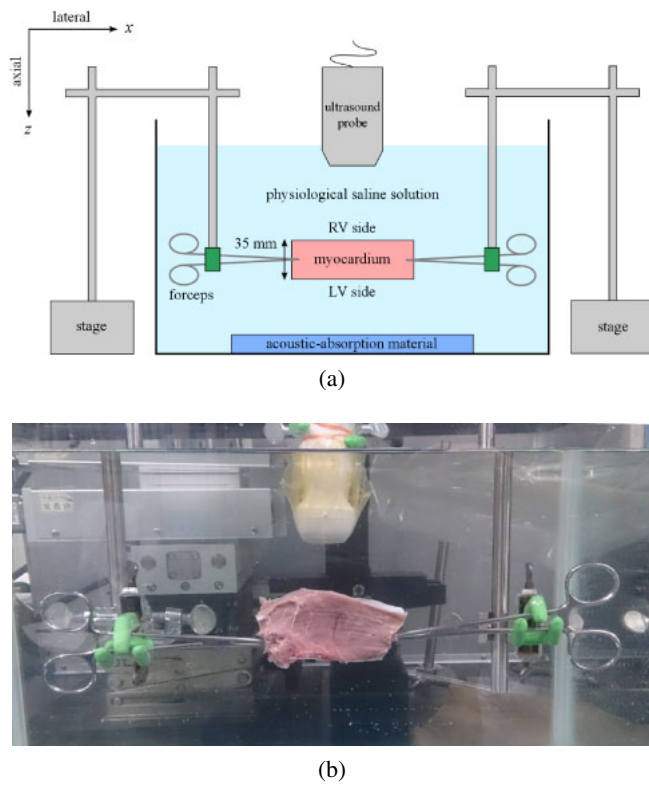 lateral
x
axial
z
ultrasound
probe
physiological saline solution
RV side
35 mm
myocardium
LV side
forceps
stage
stage
acoustic-absorption material
(a)
(b)